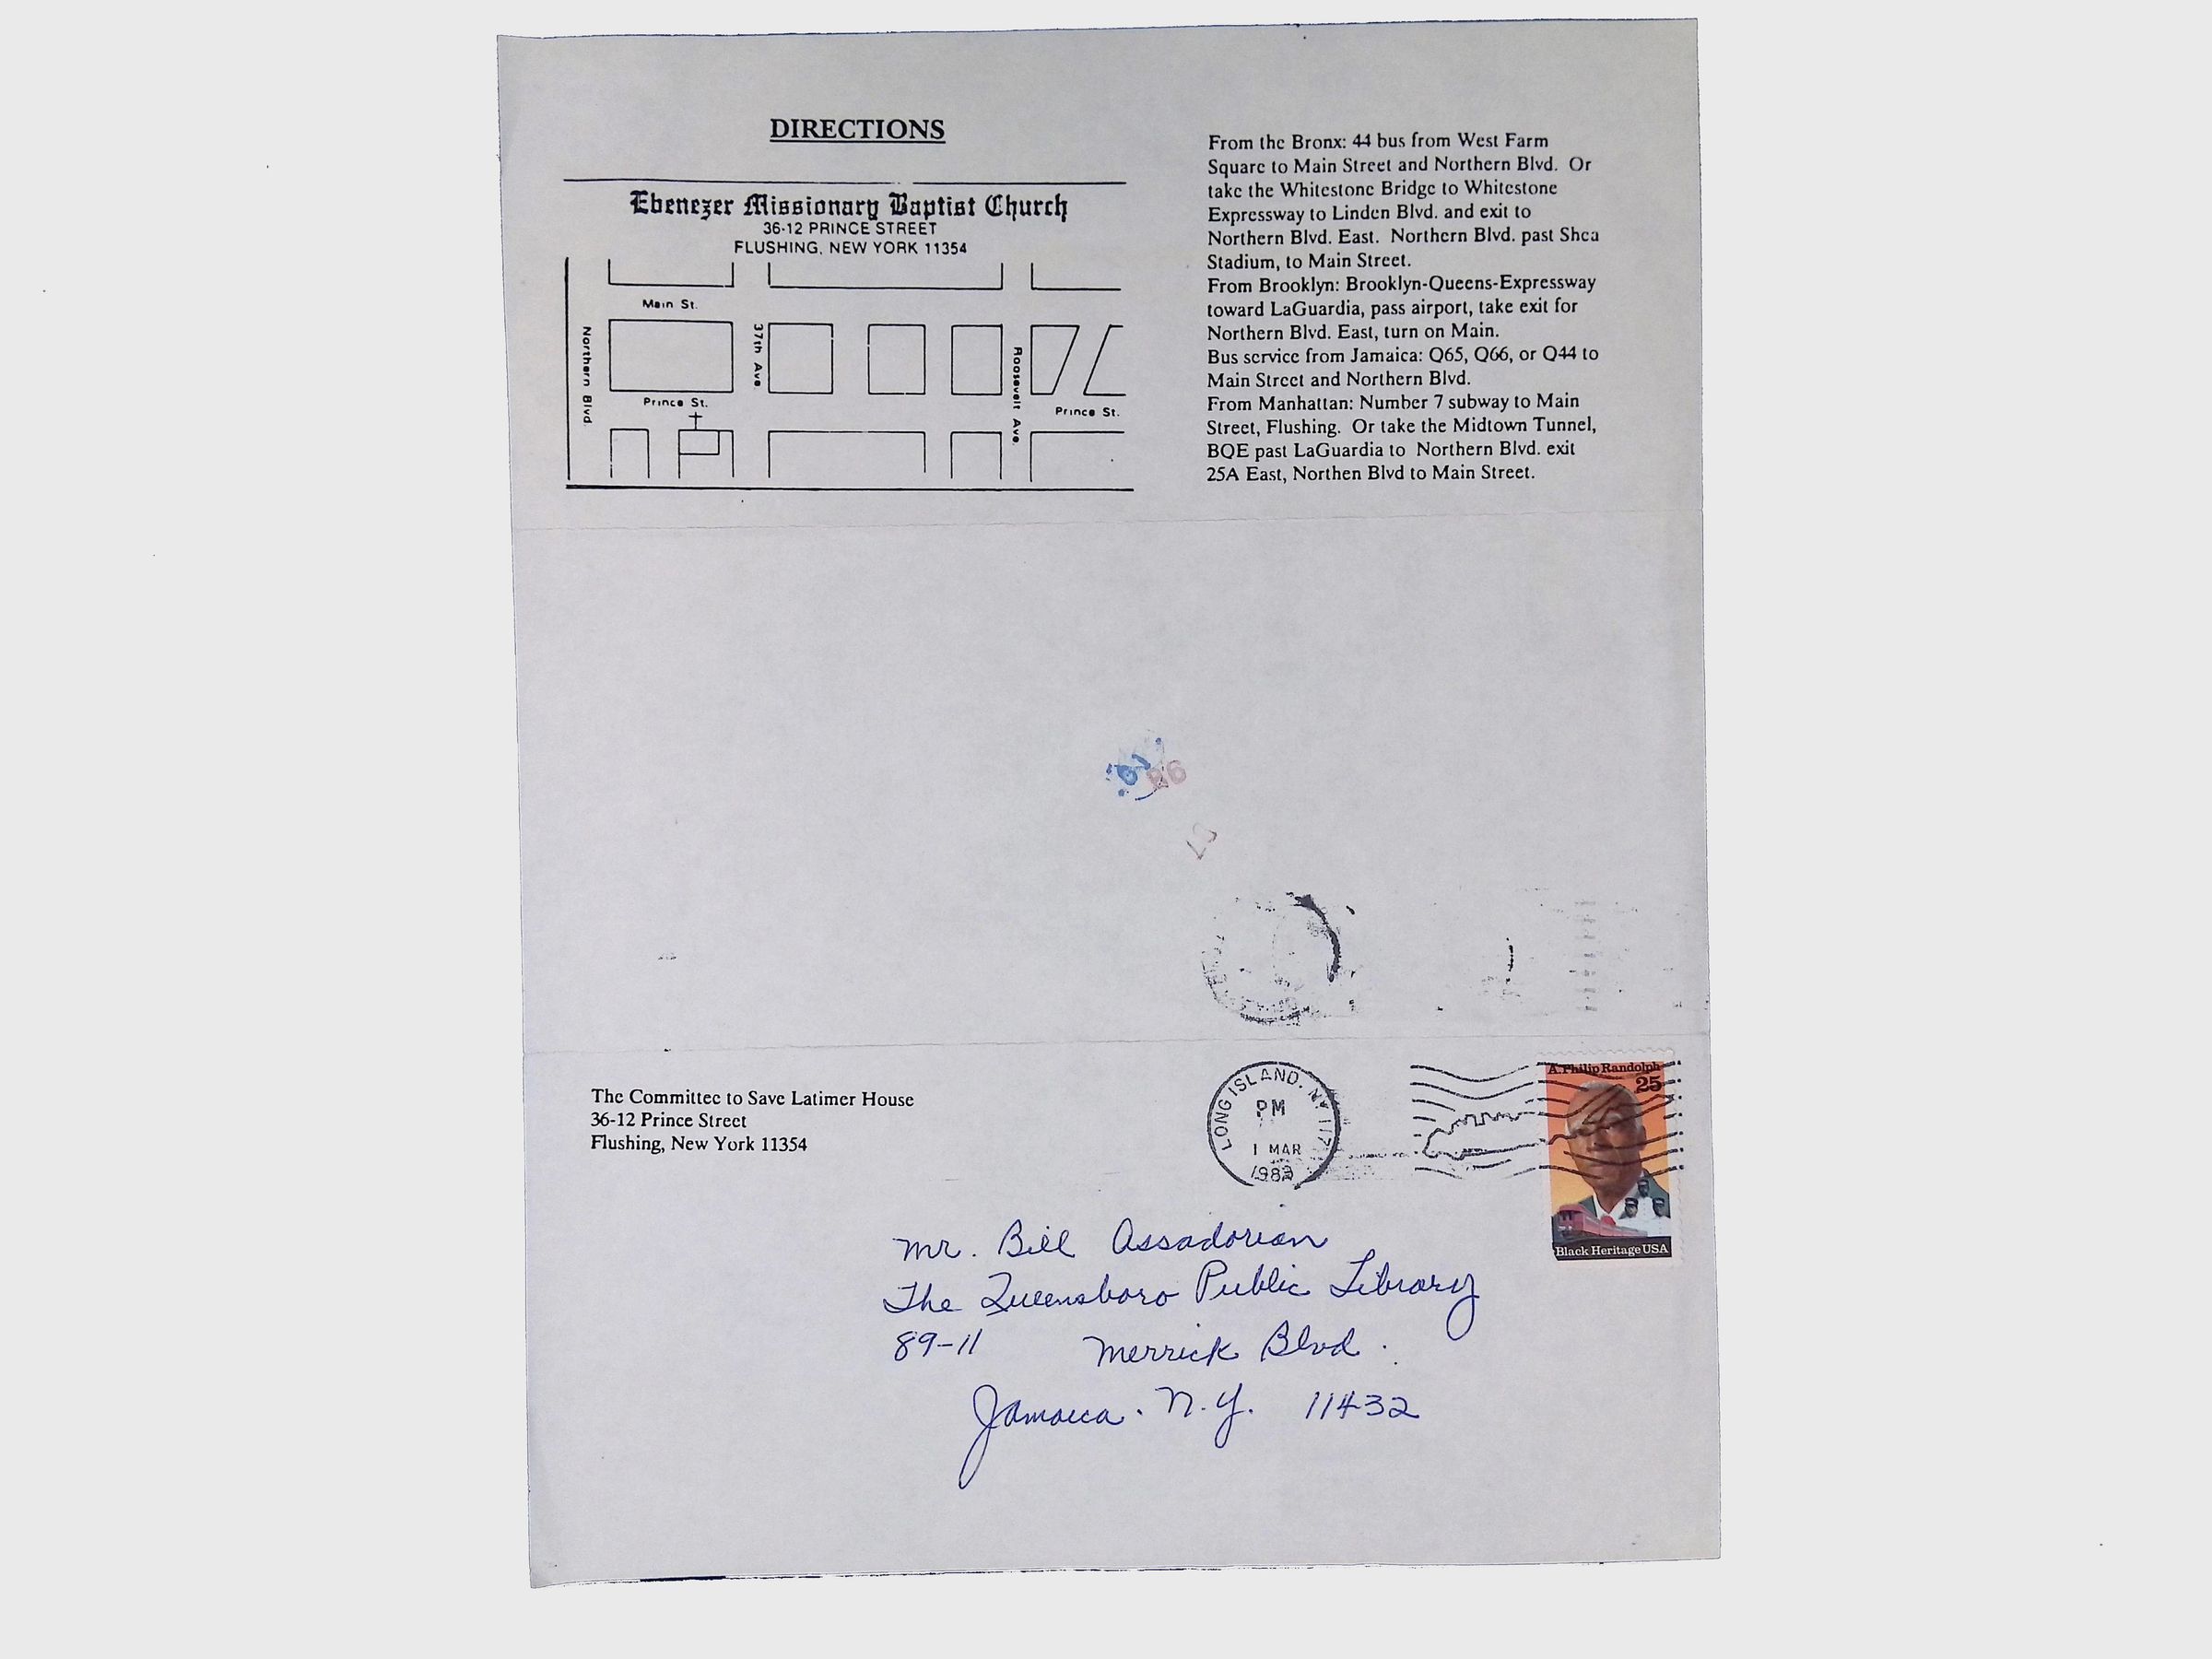 DIRECTIONS
Ebenezer Missionary Baptist Church
36-12 PRINCE STREET
FLUSHING, NEW YORK 11354
Main St.
Northern Blvd.
37th Ave.
Roosevelt Ave.
Prince St.
Prince St.
From the Bronx: 44 bus from West Farm
Square to Main Street and Northern Blvd. Or
take the Whitestone Bridge to Whitestone
Expressway to Linden Blvd. and exit to
Northern Blvd. East. Northern Blvd. past Shea
Stadium, to Main Street.
From Brooklyn: Brooklyn-Queens-Expressway
toward LaGuardia, pass airport, take exit for
Northern Blvd. East, turn on Main.
Bus service from Jamaica: Q65, Q66, or Q44 to
Main Street and Northern Blvd.
From Manhattan: Number 7 subway to Main
Street, Flushing. Or take the Midtown Tunnel,
BQE past LaGuardia to Northern Blvd. exit
25A East, Northen Blvd to Main Street.
The Committee to Save Latimer House
36-12 Prince Street
Flushing, New York 11354
LONG ISLAND, NY 117
PM
1 MAR
A. Philip Randolph
25
Black Heritage USA
Mr. Bill Assadorian
The Queensboro Public Library
89-11 Merrick Blvd.
Jamaica. N.Y. 11432